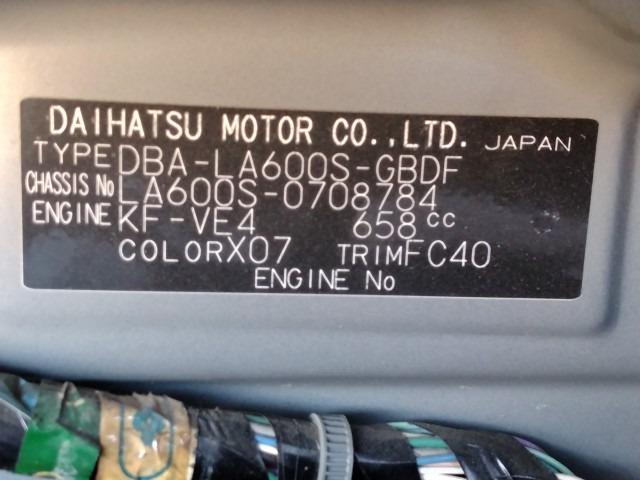 DAIHATSU MOTOR CO.,LTD. JAPAN
TYPE DBA-LA600S-GBDF
CHASSIS No LA600S-0708784
ENGINE KF-VE4 658cc
COLOR X07 TRIM FC40
ENGINE No